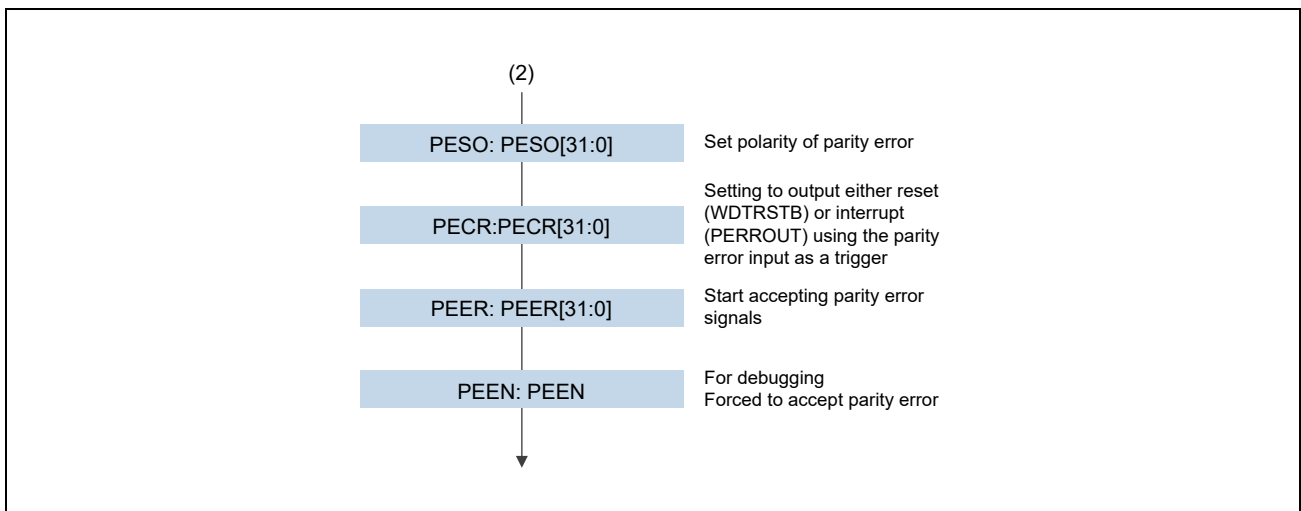 (2)
PESO: PESO[31:0]
Set polarity of parity error
PECR:PECR[31:0]
Setting to output either reset
(WDTRSTB) or interrupt
(PERROUT) using the parity
error input as a trigger
PEER: PEER[31:0]
Start accepting parity error
signals
PEEN: PEEN
For debugging
Forced to accept parity error